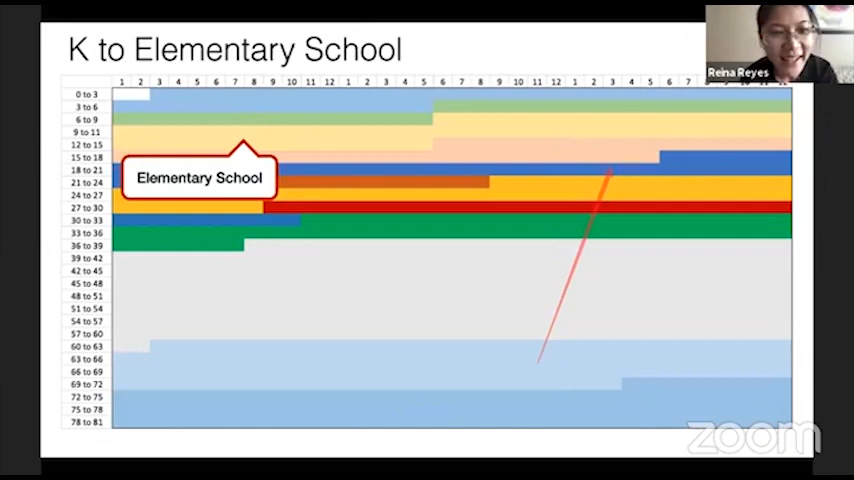 K to Elementary School
Reina Reyes
1 2 3 4 5 6 7 8 9 10 11 12 1 2 3 4 5 6 7 8 9 10 11 12 1 2 3 4 5 6 7
0 to 3
3 to 6
6 to 9
9 to 11
12 to 15
15 to 18
18 to 21
21 to 24
24 to 27
27 to 30
30 to 33
33 to 36
36 to 39
39 to 42
42 to 45
45 to 48
48 to 51
51 to 54
54 to 57
57 to 60
60 to 63
63 to 66
66 to 69
69 to 72
72 to 75
75 to 78
78 to 81
Elementary School
zoom